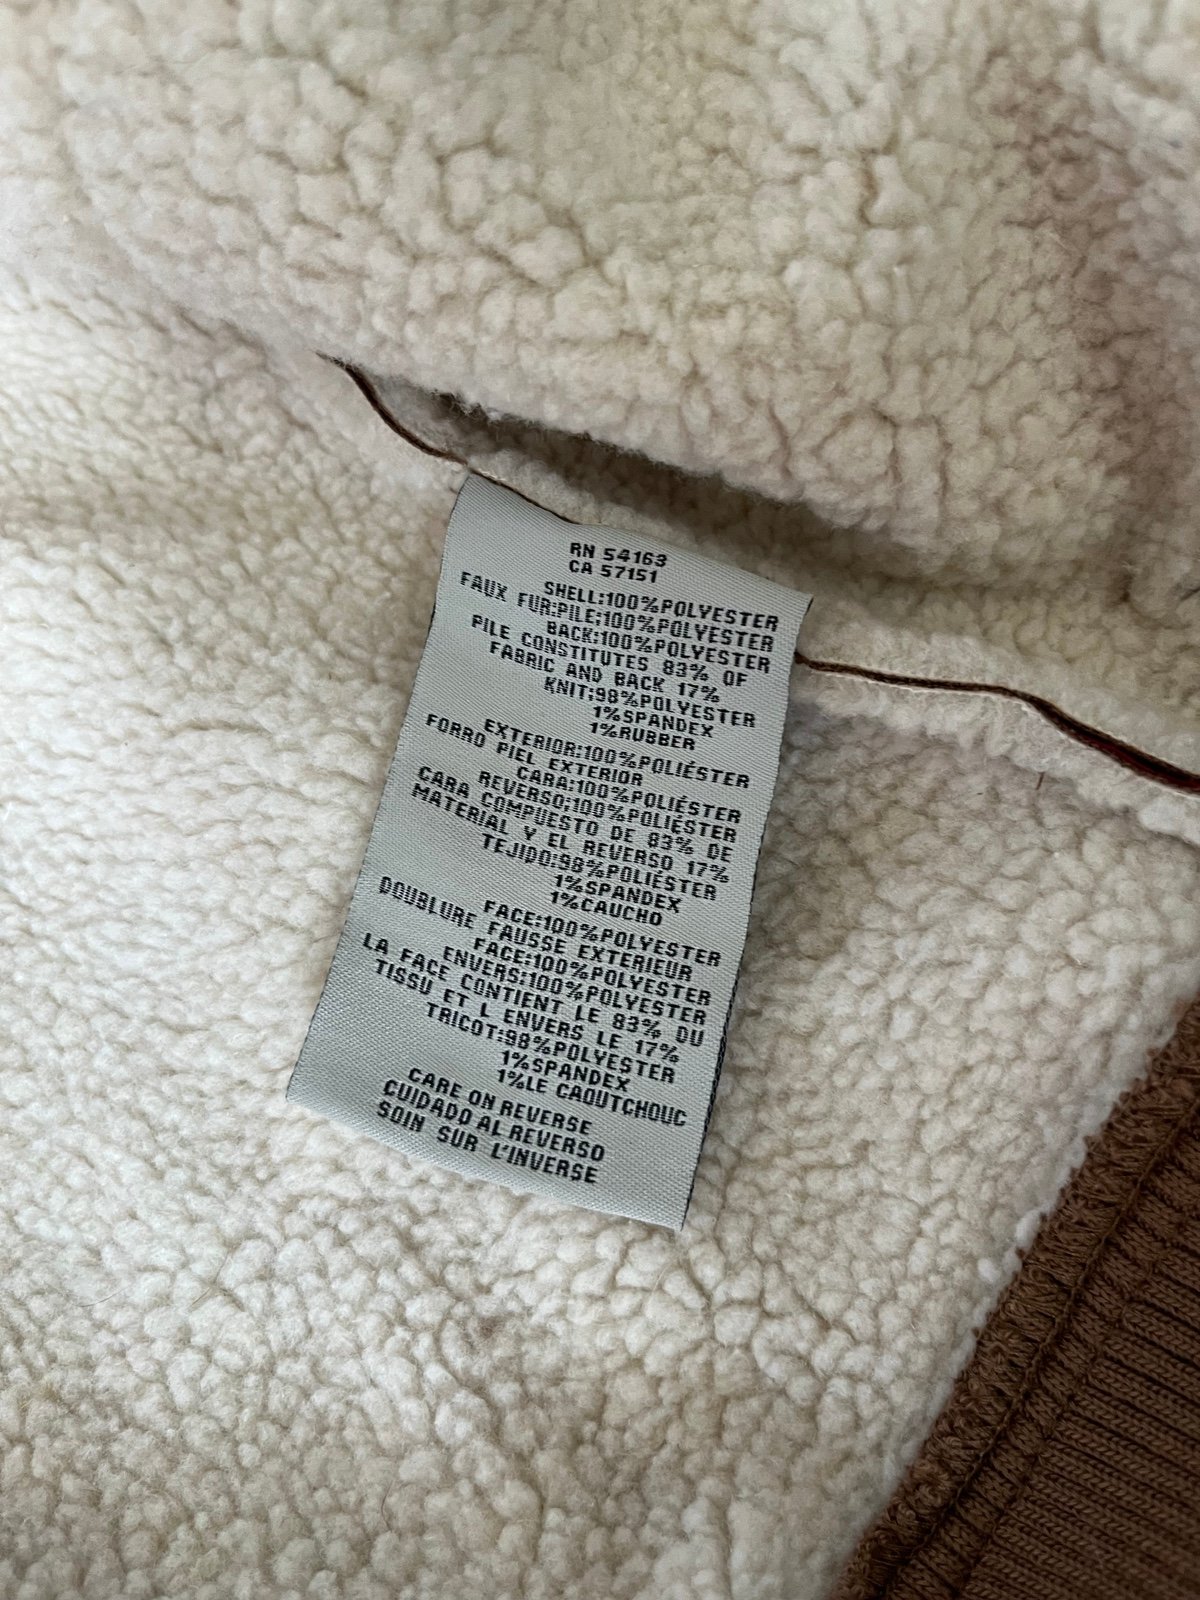 RN 54163
CA 57151
SHELL:100%POLYESTER
FAUX FUR:PILE:100%POLYESTER
BACK:100%POLYESTER
PILE CONSTITUTES 83% OF
FABRIC AND BACK 17%
KNIT:98%POLYESTER
1%SPANDEX
1%RUBBER
EXTERIOR:100%POLIÉSTER
FORRO PIEL EXTERIOR
CARA:100%POLIÉSTER
REVERSO:100%POLIÉSTER
CARA COMPUESTO DE 83% DE
MATERIAL Y EL REVERSO 17%
TEJIDO:98%POLIÉSTER
1%SPANDEX
1%CAUCHO
FACE:100%POLYESTER
DOUBLURE FAUSSE EXTERIEUR
FACE:100%POLYESTER
ENVERS:100%POLYESTER
LA FACE CONTIENT LE 83% DU
TISSU ET L ENVERS LE 17%
TRICOT:98%POLYESTER
1%SPANDEX
1%LE CAOUTCHOUC
CARE ON REVERSE
CUIDADO AL REVERSO
SOIN SUR L'INVERSE